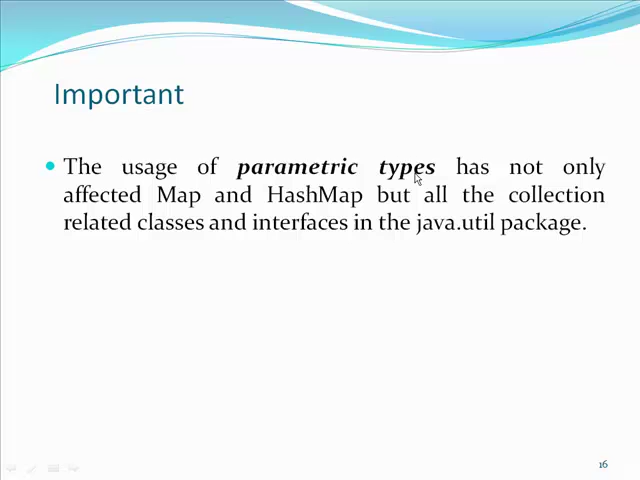 Important
The usage of parametric types has not only
affected Map and HashMap but all the collection
related classes and interfaces in the java.util package.
16